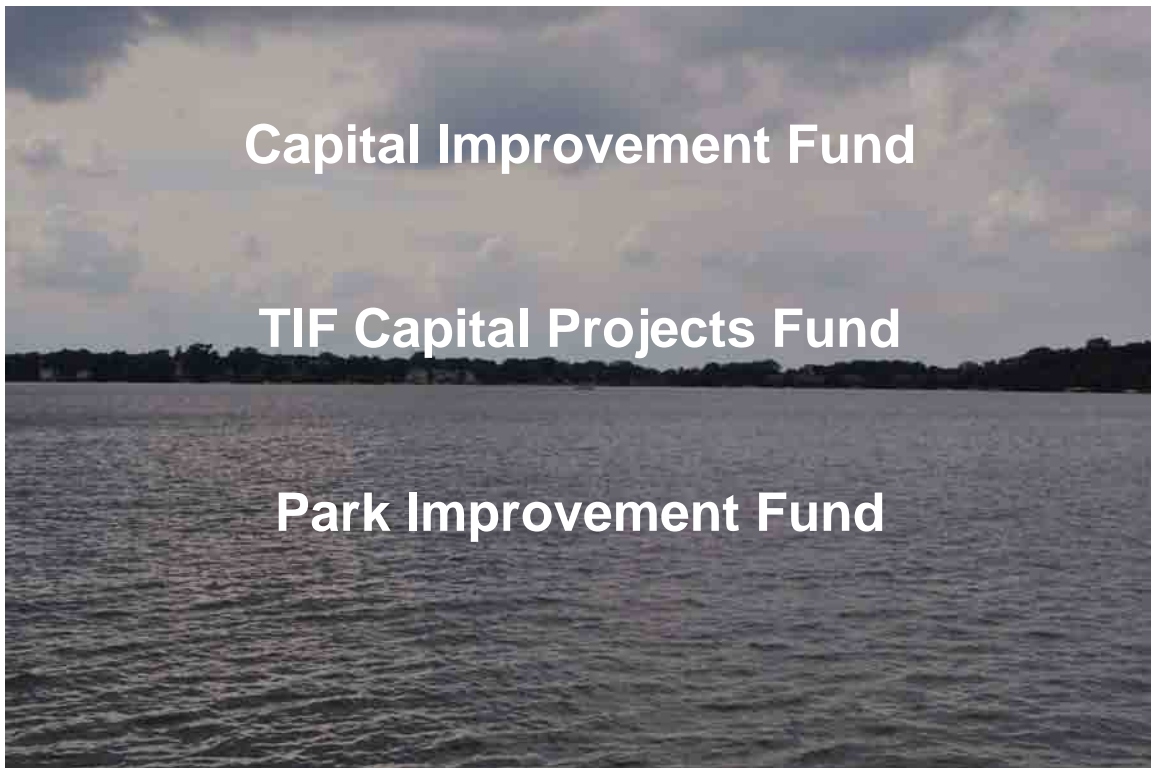 Capital Improvement Fund
TIF Capital Projects Fund
Park Improvement Fund